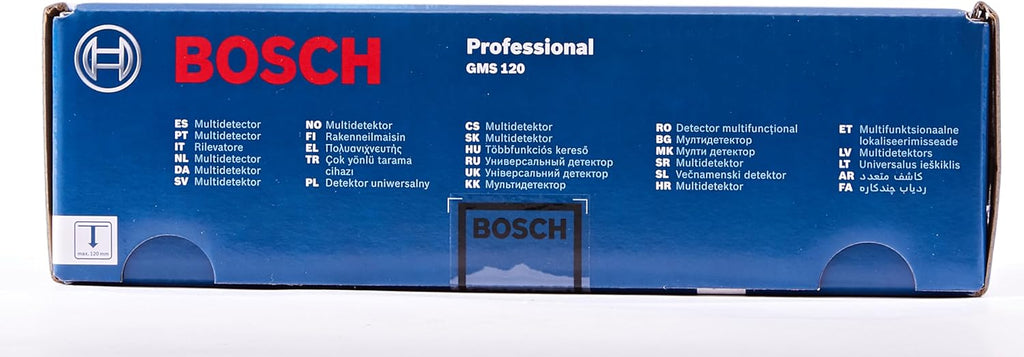 BOSCH
Professional
GMS 120
ES Multidetector
PT Multidetector
IT Rilevatore
NL Multidetector
DA Multidetector
SV Multidetektor
NO Multidetektor
FI Rakenneilmaisin
EL Πολυανιχνευτής
TR Çok yönlü tarama
cihazı
PL Detektor uniwersalny
CS Multidetektor
SK Multidetektor
HU Többfunkciós kereső
RU Универсальный детектор
UK Універсальний детектор
KK Мультидетектор
RO Detector multifuncţional
BG Мултидетектор
MK Мулти детектор
SR Multidetektor
SL Večnamenski detektor
HR Multidetektor
ET Multifunktsionaalne
lokaliseerimisseade
LV Multidetektors
LT Universalus ieškiklis
AR كاشف متعدد
FA ردیاب چندکاره
max. 120 mm
BOSCH